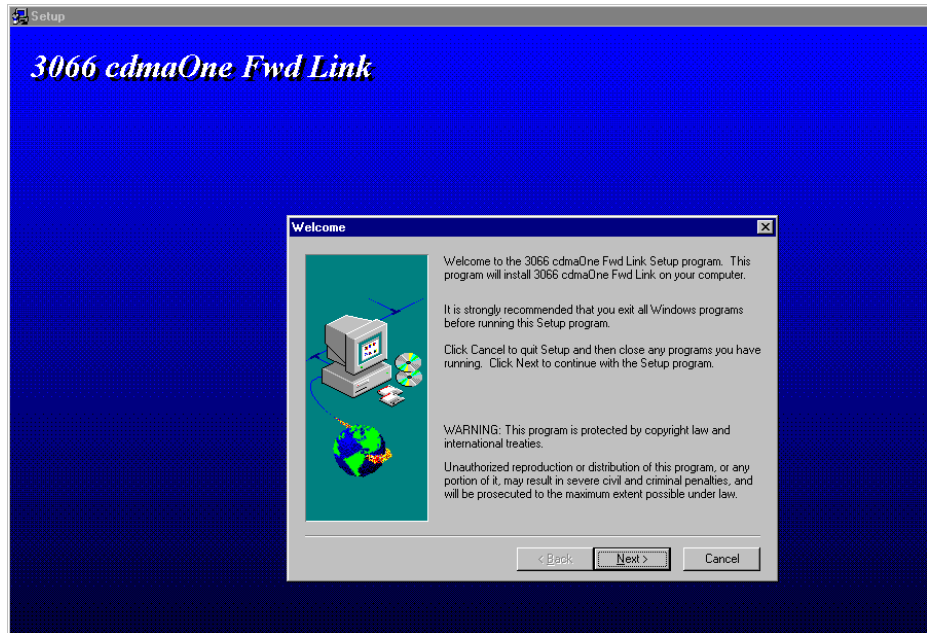 Setup
3066 cdmaOne Fwd Link
Welcome
Welcome to the 3066 cdmaOne Fwd Link Setup program. This
program will install 3066 cdmaOne Fwd Link on your computer.
It is strongly recommended that you exit all Windows programs
before running this Setup program.
Click Cancel to quit Setup and then close any programs you have
running. Click Next to continue with the Setup program.
WARNING: This program is protected by copyright law and
international treaties.
Unauthorized reproduction or distribution of this program, or any
portion of it, may result in severe civil and criminal penalties, and
will be prosecuted to the maximum extent possible under law.
< Back Next > Cancel